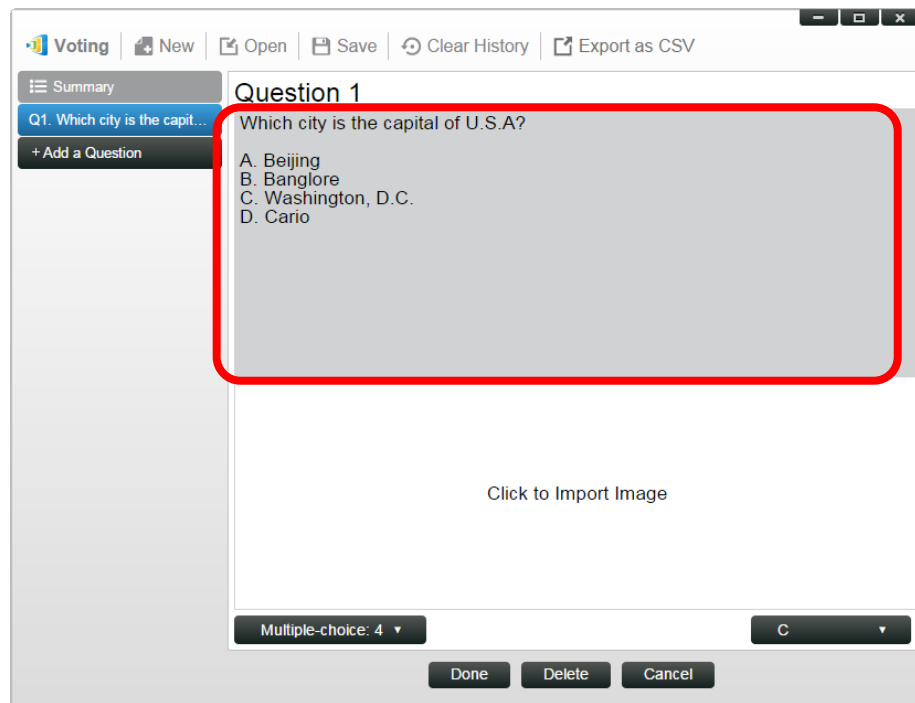 Voting New Open Save Clear History Export as CSV
Summary
Q1. Which city is the capit...
+ Add a Question
Question 1
Which city is the capital of U.S.A?
A. Beijing
B. Banglore
C. Washington, D.C.
D. Cario
Click to Import Image
Multiple-choice: 4 C
Done Delete Cancel